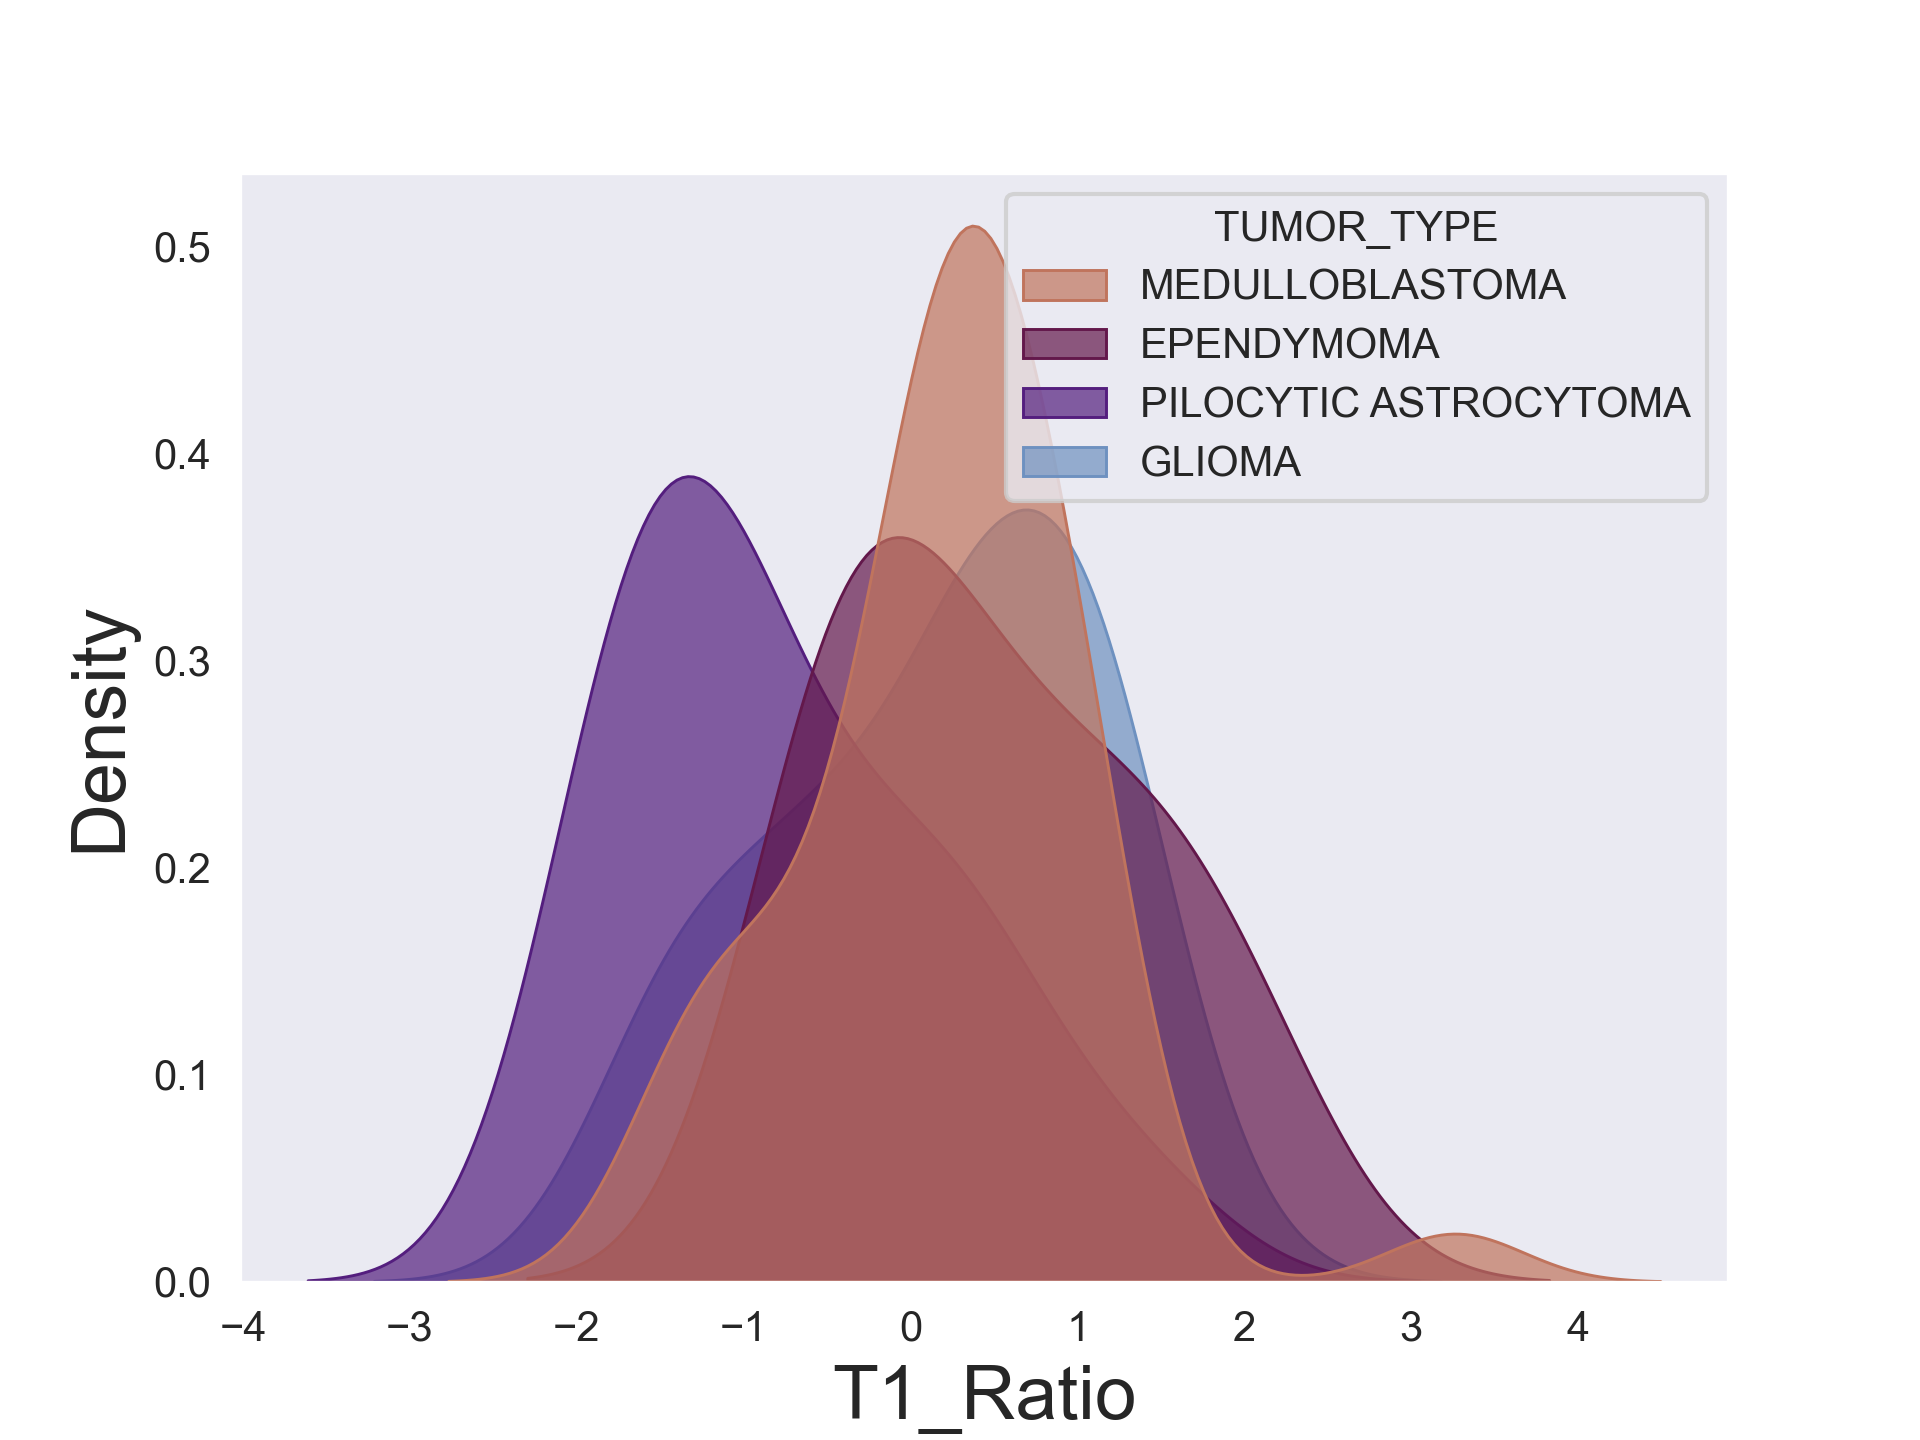 TUMOR_TYPE
MEDULLOBLASTOMA
EPENDYMOMA
PILOCYTIC ASTROCYTOMA
GLIOMA
Density
0.5
0.4
0.3
0.2
0.1
0.0
−4 −3 −2 −1 0 1 2 3 4
T1_Ratio